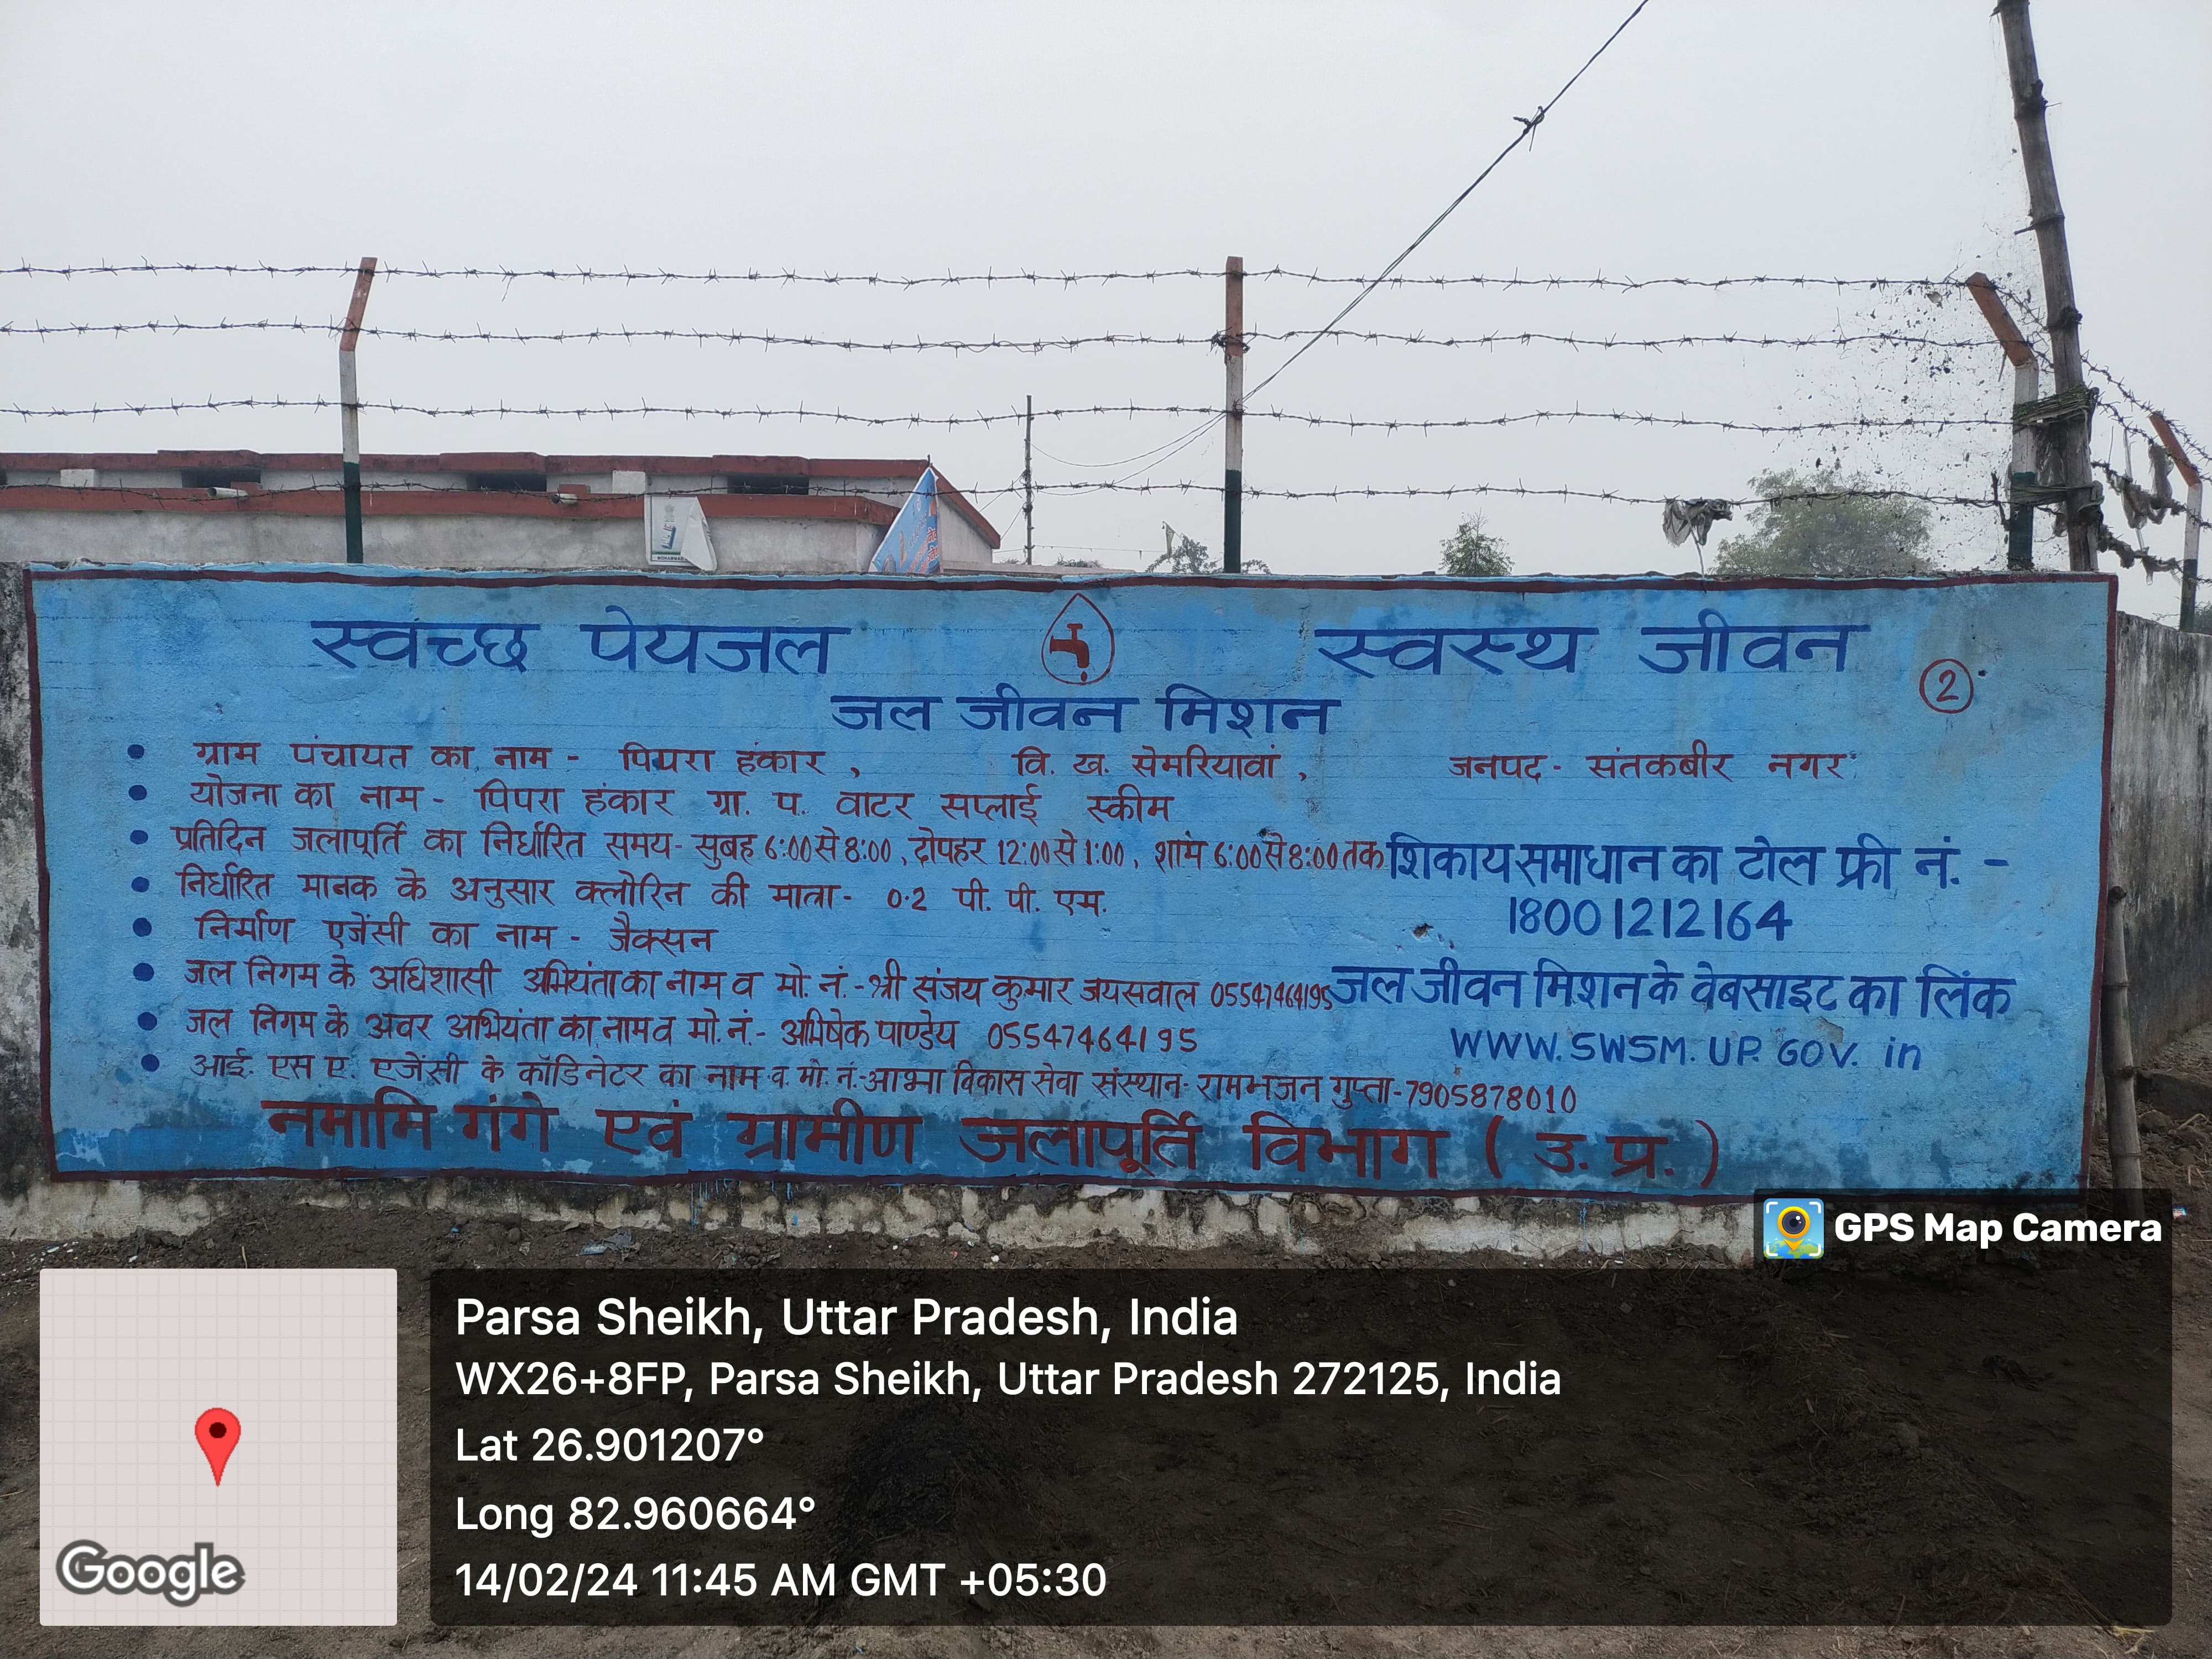 स्वच्छ पेयजल स्वस्थ जीवन
②
जल जीवन मिशन
• ग्राम पंचायत का नाम - पिपरा हंकार , वि. ख. सेमरियावां , जनपद - संतकबीर नगर
• योजना का नाम - पिपरा हंकार ग्रा. प. वाटर सप्लाई स्कीम
• प्रतिदिन जलापूर्ति का निर्धारित समय - सुबह 6:00 से 8:00 , दोपहर 12:00 से 1:00 , शाम 6:00 से 8:00 तक
• निर्धारित मानक के अनुसार क्लोरिन की मात्रा - 0.2 पी. पी. एम.
• निर्माण एजेंसी का नाम - जैक्सन
• जल निगम के अधिशासी अभियंता का नाम व मो. नं. - श्री संजय कुमार जयसवाल 05547464195
• जल निगम के अवर अभियंता का नाम व मो. नं. - अभिषेक पाण्डेय 05547464195
• आई. एस ए. एजेंसी के कॉडिनेटर का नाम व. मो. नं. - आभा विकास सेवा संस्थान - रामभजन गुप्ता - 7905878010
शिकाय समाधान का टोल फ्री नं. -
18001212164
जल जीवन मिशन के वेबसाइट का लिंक
WWW.SWSM.UP.GOV.in
नमामि गंगे एवं ग्रामीण जलापूर्ति विभाग ( उ. प्र. )
GPS Map Camera
Parsa Sheikh, Uttar Pradesh, India
WX26+8FP, Parsa Sheikh, Uttar Pradesh 272125, India
Lat 26.901207°
Long 82.960664°
14/02/24 11:45 AM GMT +05:30
Google